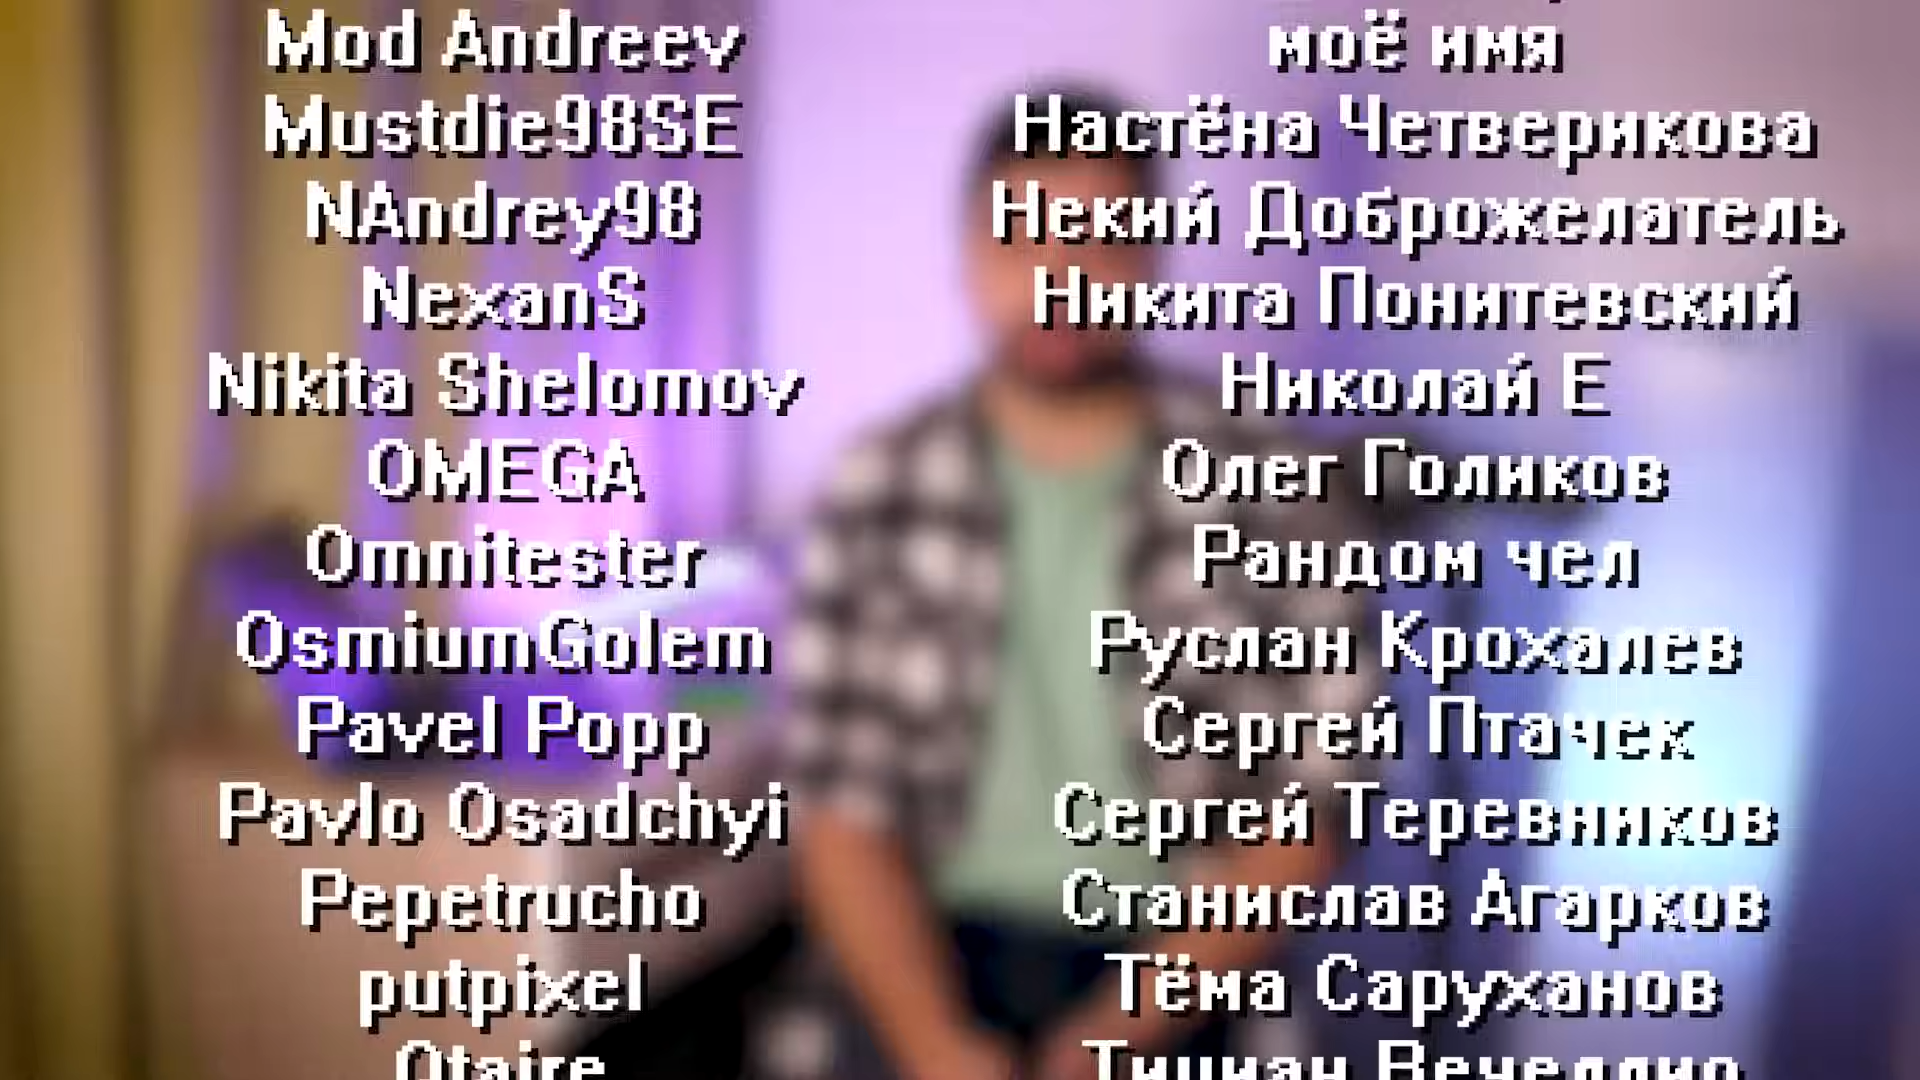 Mod Andreev
Mustdie98SE
NAndrey98
NexanS
Nikita Shelomov
OMEGA
Omnitester
OsmiumGolem
Pavel Popp
Pavlo Osadchyi
Pepetrucho
putpixel
моё имя
Настёна Четверикова
Некий Доброжелатель
Никита Понитевский
Николай Е
Олег Голиков
Рандом чел
Руслан Крохалев
Сергей Птачек
Сергей Теревников
Станислав Агарков
Тёма Саруханов
Тициан Вечеллио